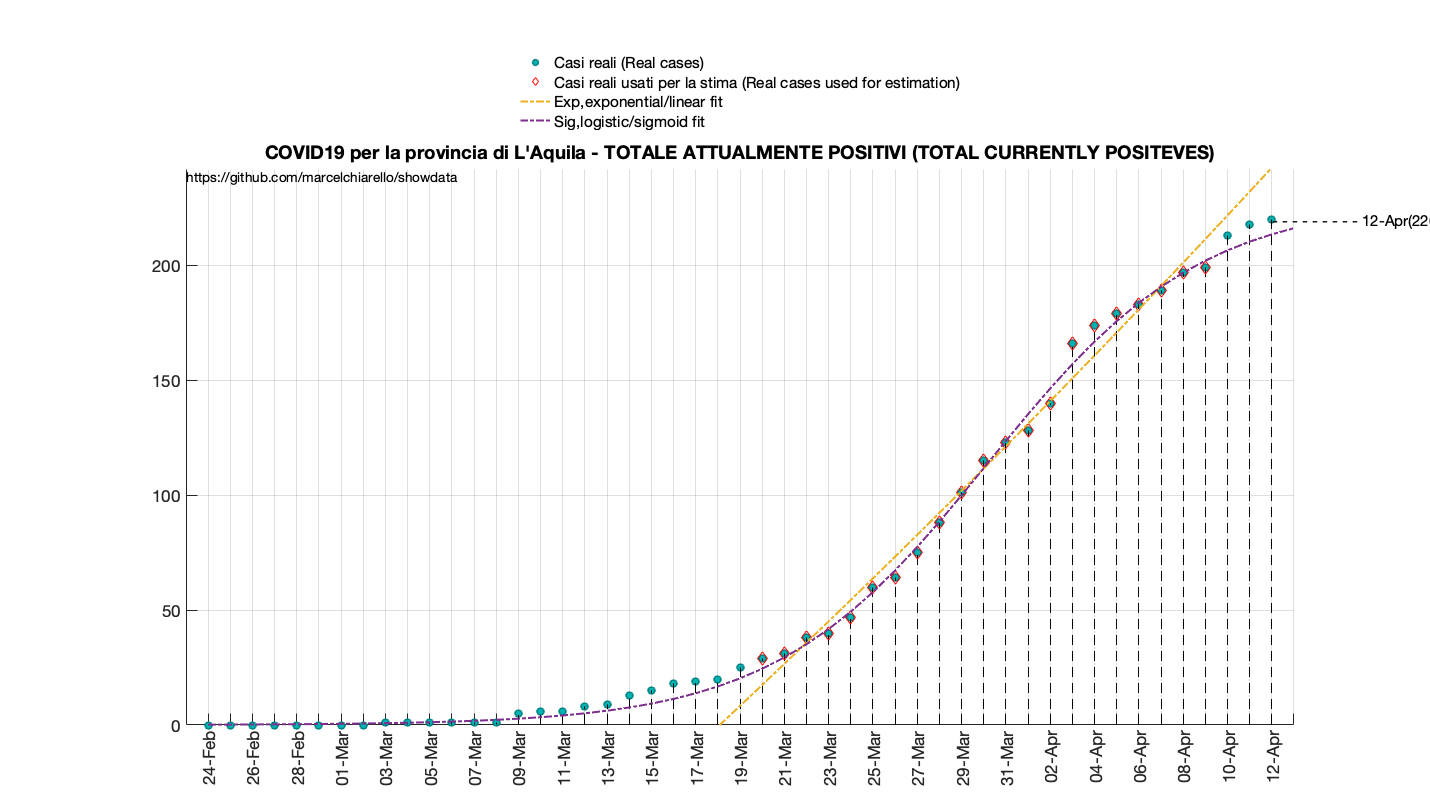 Casi reali (Real cases)
Casi reali usati per la stima (Real cases used for estimation)
Exp,exponential/linear fit
Sig,logistic/sigmoid fit
COVID19 per la provincia di L'Aquila - TOTALE ATTUALMENTE POSITIVI (TOTAL CURRENTLY POSITEVES)
https://github.com/marcelchiarello/showdata
12-Apr(22
200
150
100
50
0
24-Feb
26-Feb
28-Feb
01-Mar
03-Mar
05-Mar
07-Mar
09-Mar
11-Mar
13-Mar
15-Mar
17-Mar
19-Mar
21-Mar
23-Mar
25-Mar
27-Mar
29-Mar
31-Mar
02-Apr
04-Apr
06-Apr
08-Apr
10-Apr
12-Apr